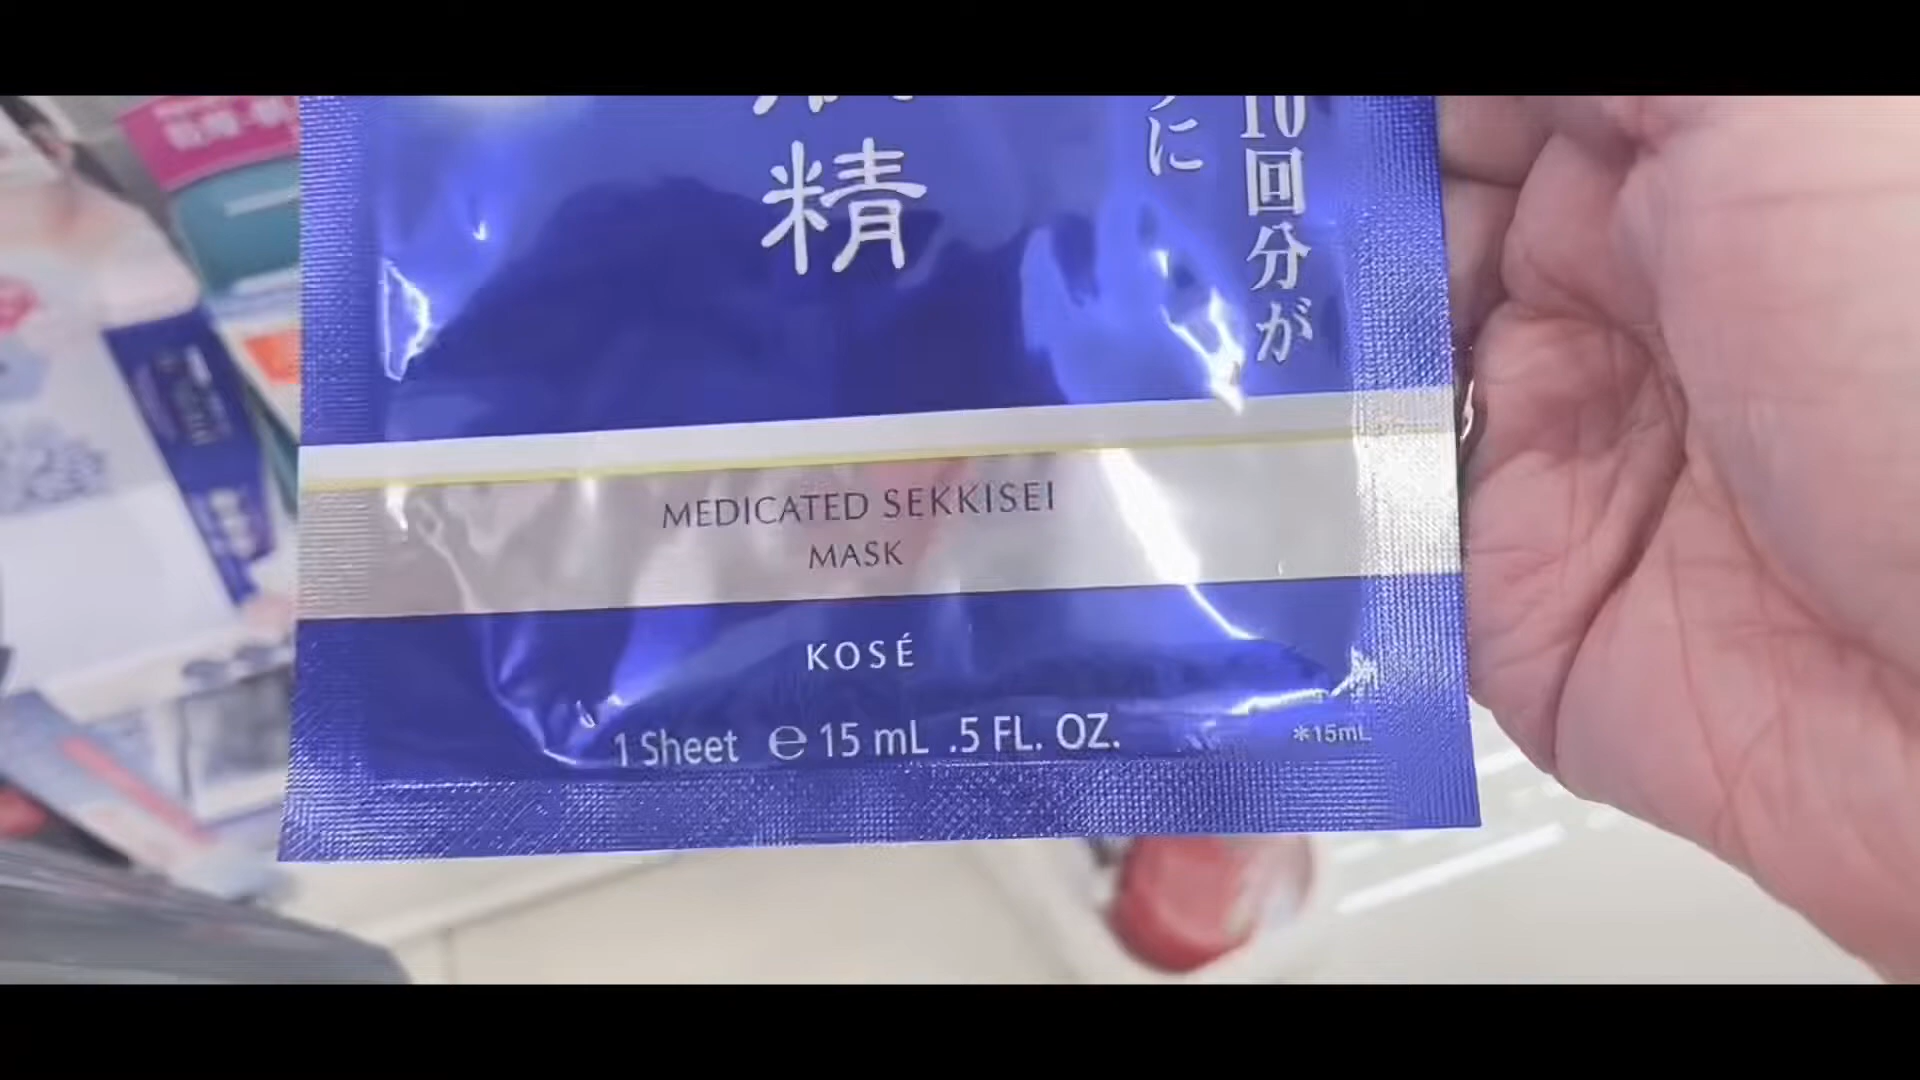 10回分が
に
精
MEDICATED SEKKISEI
MASK
KOSÉ
1 Sheet ℮ 15 mL .5 FL. OZ.
*15mL